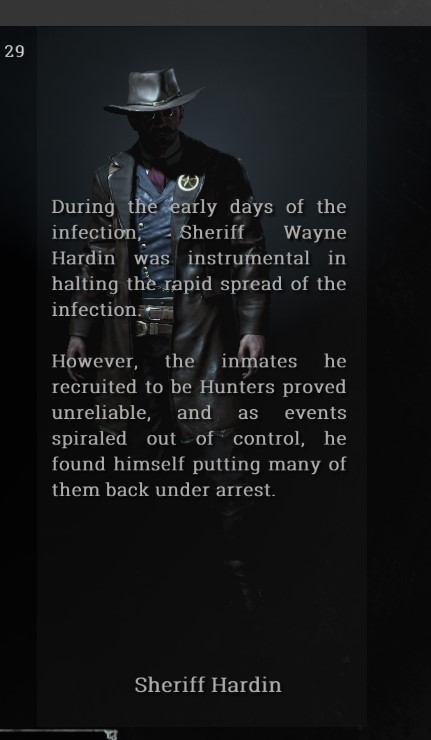 29
During the early days of the
infection, Sheriff Wayne
Hardin was instrumental in
halting the rapid spread of the
infection.
However, the inmates he
recruited to be Hunters proved
unreliable, and as events
spiraled out of control, he
found himself putting many of
them back under arrest.
Sheriff Hardin